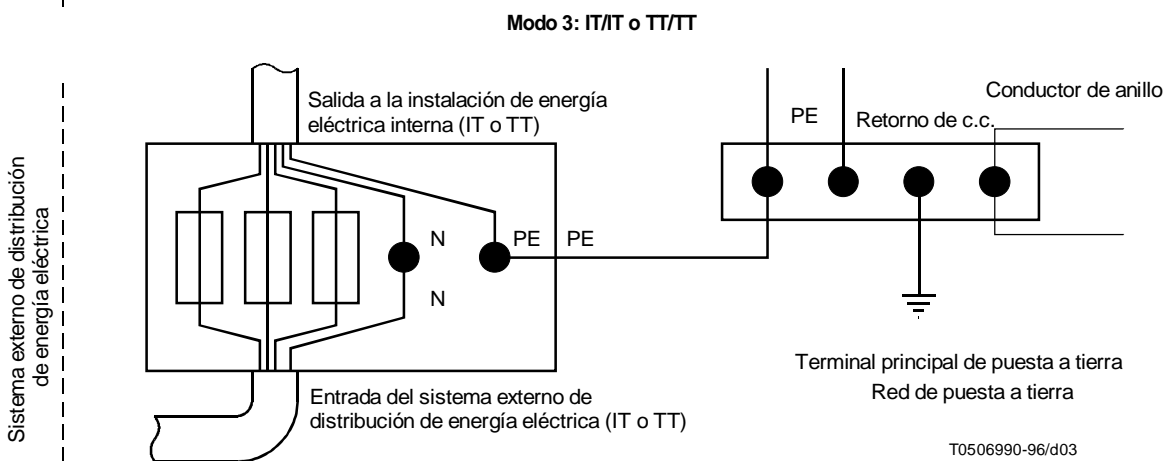 Modo 3: IT/IT o TT/TT
Salida a la instalación de energía
eléctrica interna (IT o TT)
Conductor de anillo
PE
Retorno de c.c.
N
PE
PE
N
Sistema externo de distribución
de energía eléctrica
Entrada del sistema externo de
distribución de energía eléctrica (IT o TT)
Terminal principal de puesta a tierra
Red de puesta a tierra
T0506990-96/d03